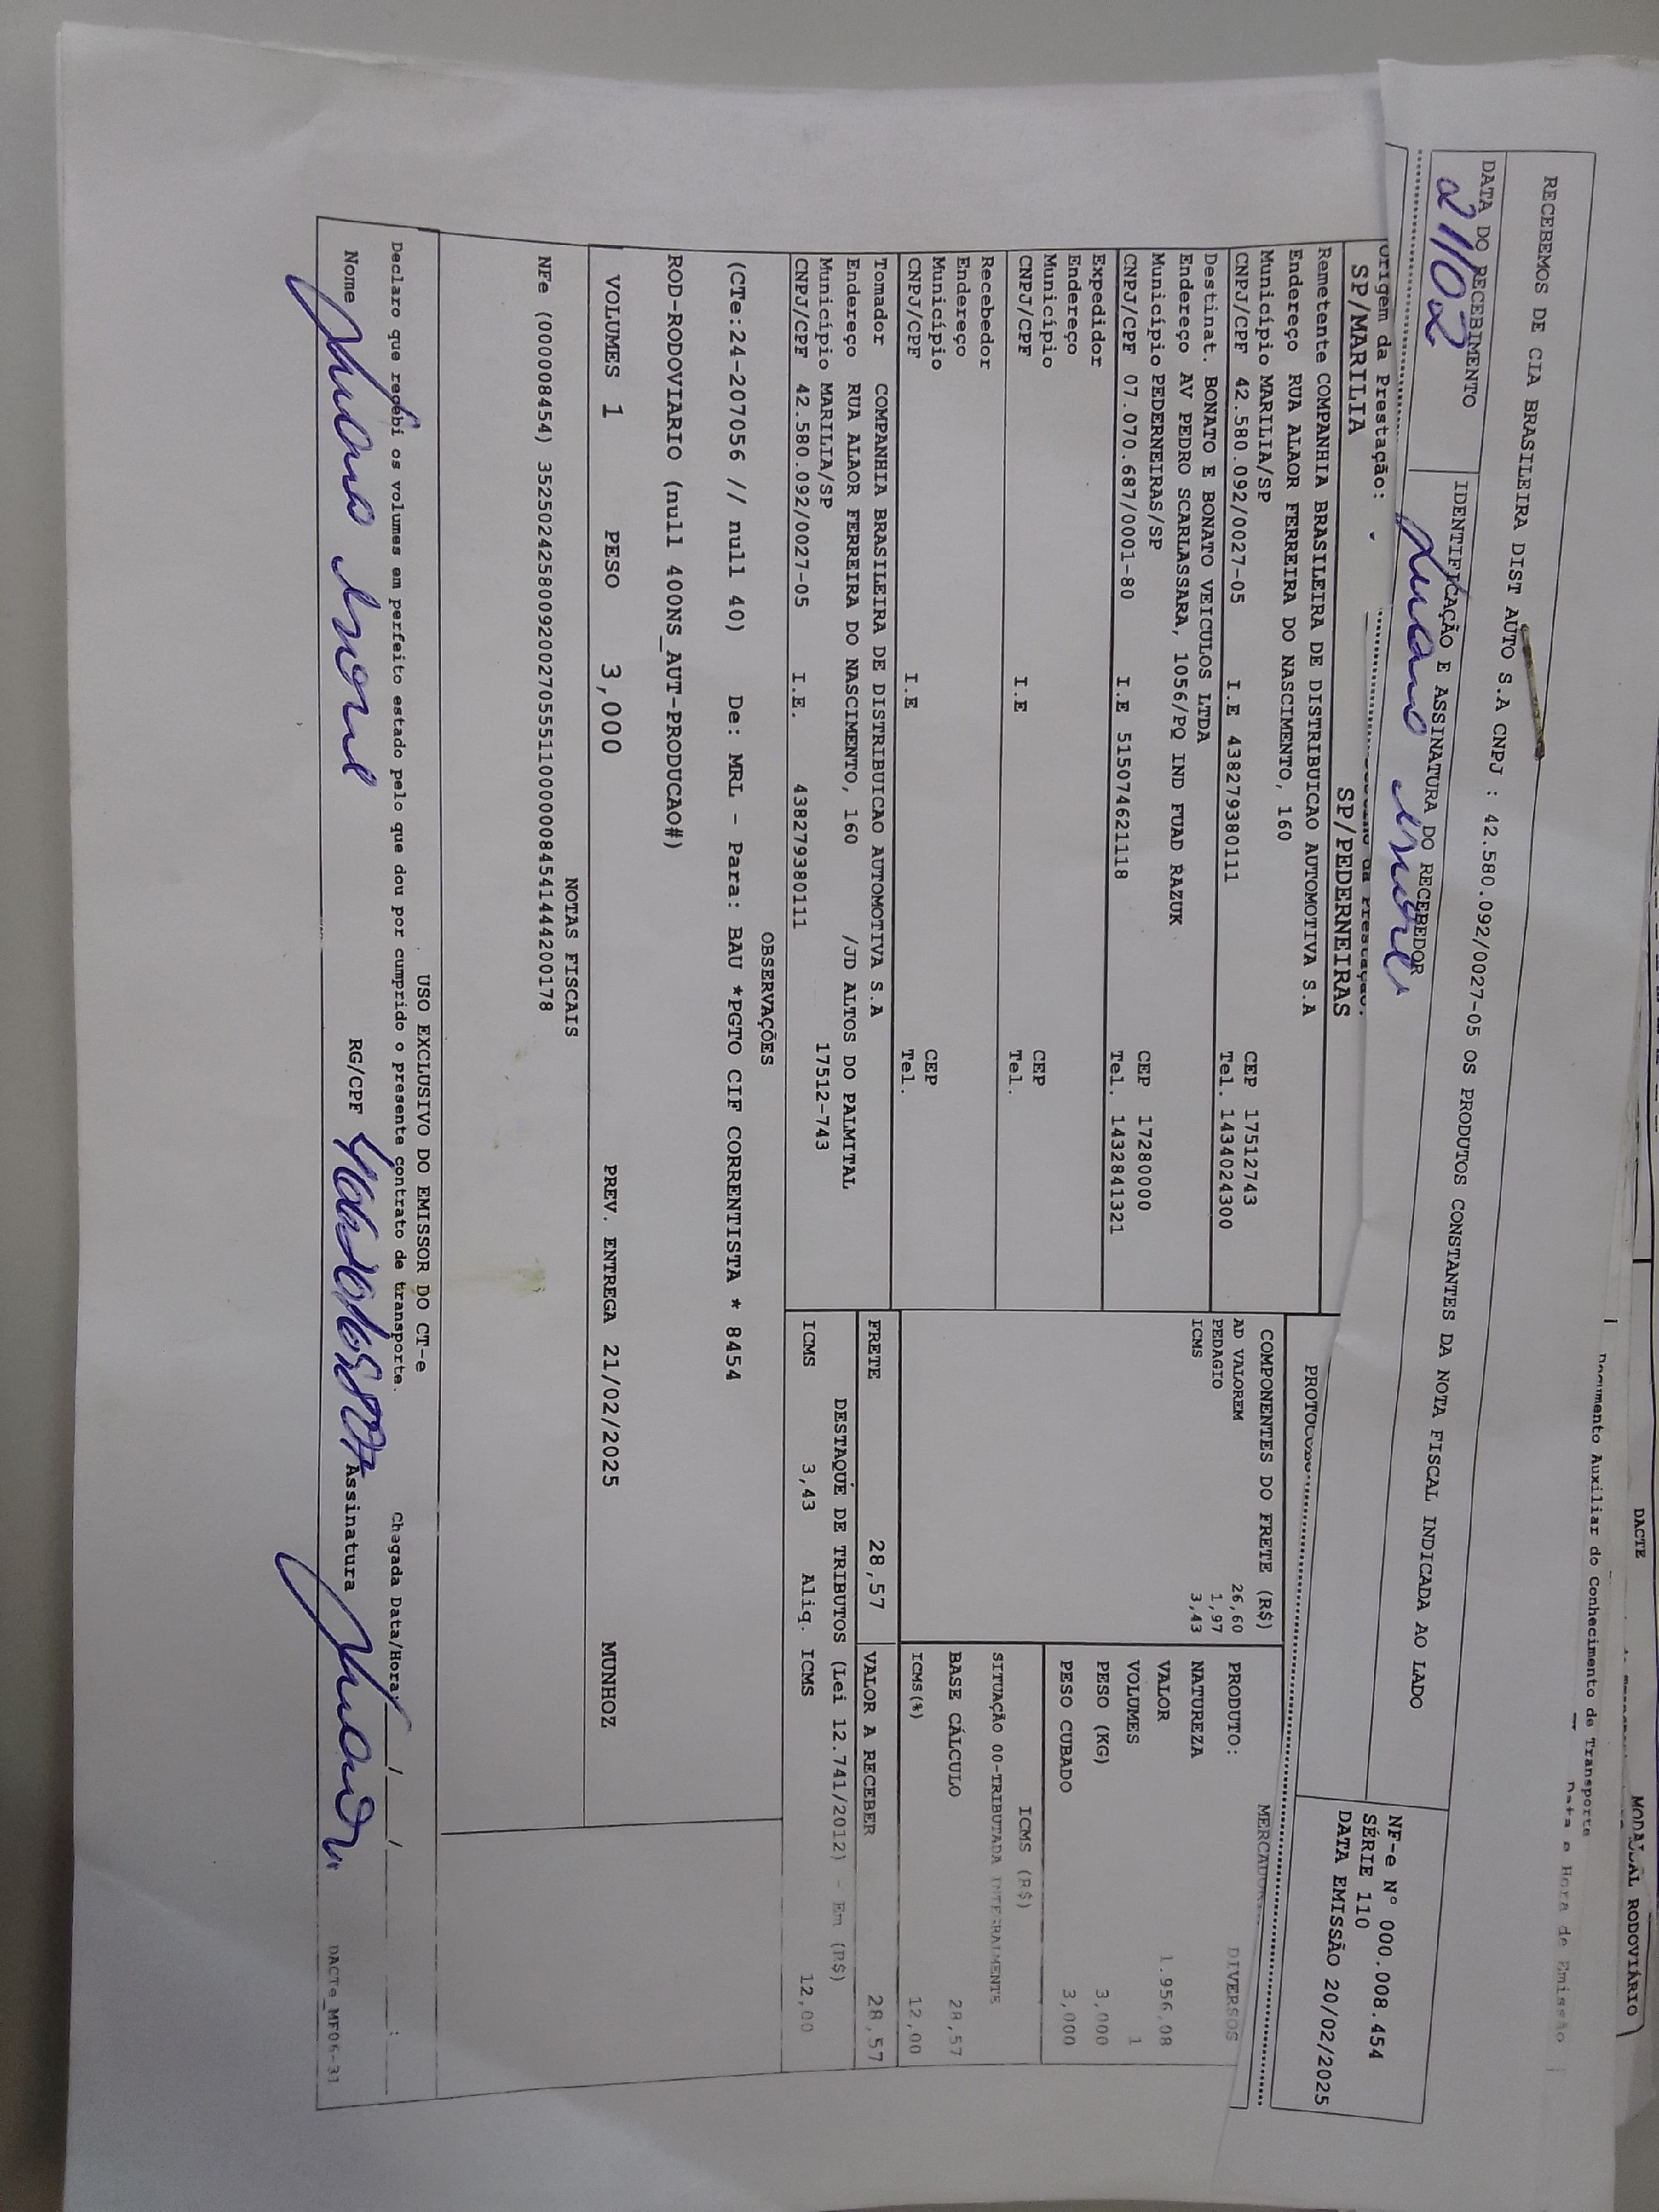 DACTE
MODAL
AL RODOVIÁRIO
Documento Auxiliar do Conhecimento de Transporte
Data e Hora de Emissão
RECEBEMOS DE CIA BRASILEIRA DIST AUTO S.A CNPJ : 42.580.092/0027-05 OS PRODUTOS CONSTANTES DA NOTA FISCAL INDICADA AO LADO
DATA DO RECEBIMENTO
21/02
IDENTIFICAÇÃO E ASSINATURA DO RECEBEDOR
NF-e Nº 000.008.454
SÉRIE 110
DATA EMISSÃO 20/02/2025
Origem da Prestação:
SP/MARILIA
SP/PEDERNEIRAS
Remetente COMPANHIA BRASILEIRA DE DISTRIBUICAO AUTOMOTIVA S.A
Endereço RUA ALAOR FERREIRA DO NASCIMENTO, 160
Município MARILIA/SP CEP 17512743
CNPJ/CPF 42.580.092/0027-05 I.E 438279380111 Tel. 1434024300
Destinat. BONATO E BONATO VEICULOS LTDA
Endereço AV PEDRO SCARLASSARA, 1056/PQ IND FUAD RAZUK
Município PEDERNEIRAS/SP CEP 17280000
CNPJ/CPF 07.070.687/0001-80 I.E 515074621118 Tel. 1432841321
Expedidor
Endereço
Município CEP
CNPJ/CPF I.E Tel.
Recebedor
Endereço
Município CEP
CNPJ/CPF I.E Tel.
Tomador COMPANHIA BRASILEIRA DE DISTRIBUICAO AUTOMOTIVA S.A
Endereço RUA ALAOR FERREIRA DO NASCIMENTO, 160 /JD ALTOS DO PALMITAL
Município MARILIA/SP 17512-743
CNPJ/CPF 42.580.092/0027-05 I.E. 438279380111
COMPONENTES DO FRETE (R$)
AD VALOREM 26,60
PEDAGIO 1,97
ICMS 3,43
PRODUTO: DIVERSOS
NATUREZA
VALOR 1.956,08
VOLUMES 1
PESO (KG) 3,000
PESO CUBADO 3,000
ICMS (R$)
SITUAÇÃO 00-TRIBUTADA INTEGRALMENTE
BASE CÁLCULO 28,57
ICMS(%) 12,00
FRETE 28,57 VALOR A RECEBER 28,57
DESTAQUE DE TRIBUTOS (Lei 12.741/2012) - Em (R$)
ICMS 3,43 Aliq. ICMS 12,00
OBSERVAÇÕES
(CTe:24-207056 // null 40) De: MRL - Para: BAU *PGTO CIF CORRENTISTA * 8454
ROD-RODOVIARIO (null 400NS_AUT-PRODUCAO#)
VOLUMES 1 PESO 3,000 PREV. ENTREGA 21/02/2025 MUNHOZ
NOTAS FISCAIS
NFe (000008454) 35250242580092002705551100000084541444200178
USO EXCLUSIVO DO EMISSOR DO CT-e
Declaro que recebi os volumes em perfeito estado pelo que dou por cumprido o presente contrato de transporte. Chegada Data/Hora: / / :
Nome RG/CPF Assinatura
DACTe_MF06-31